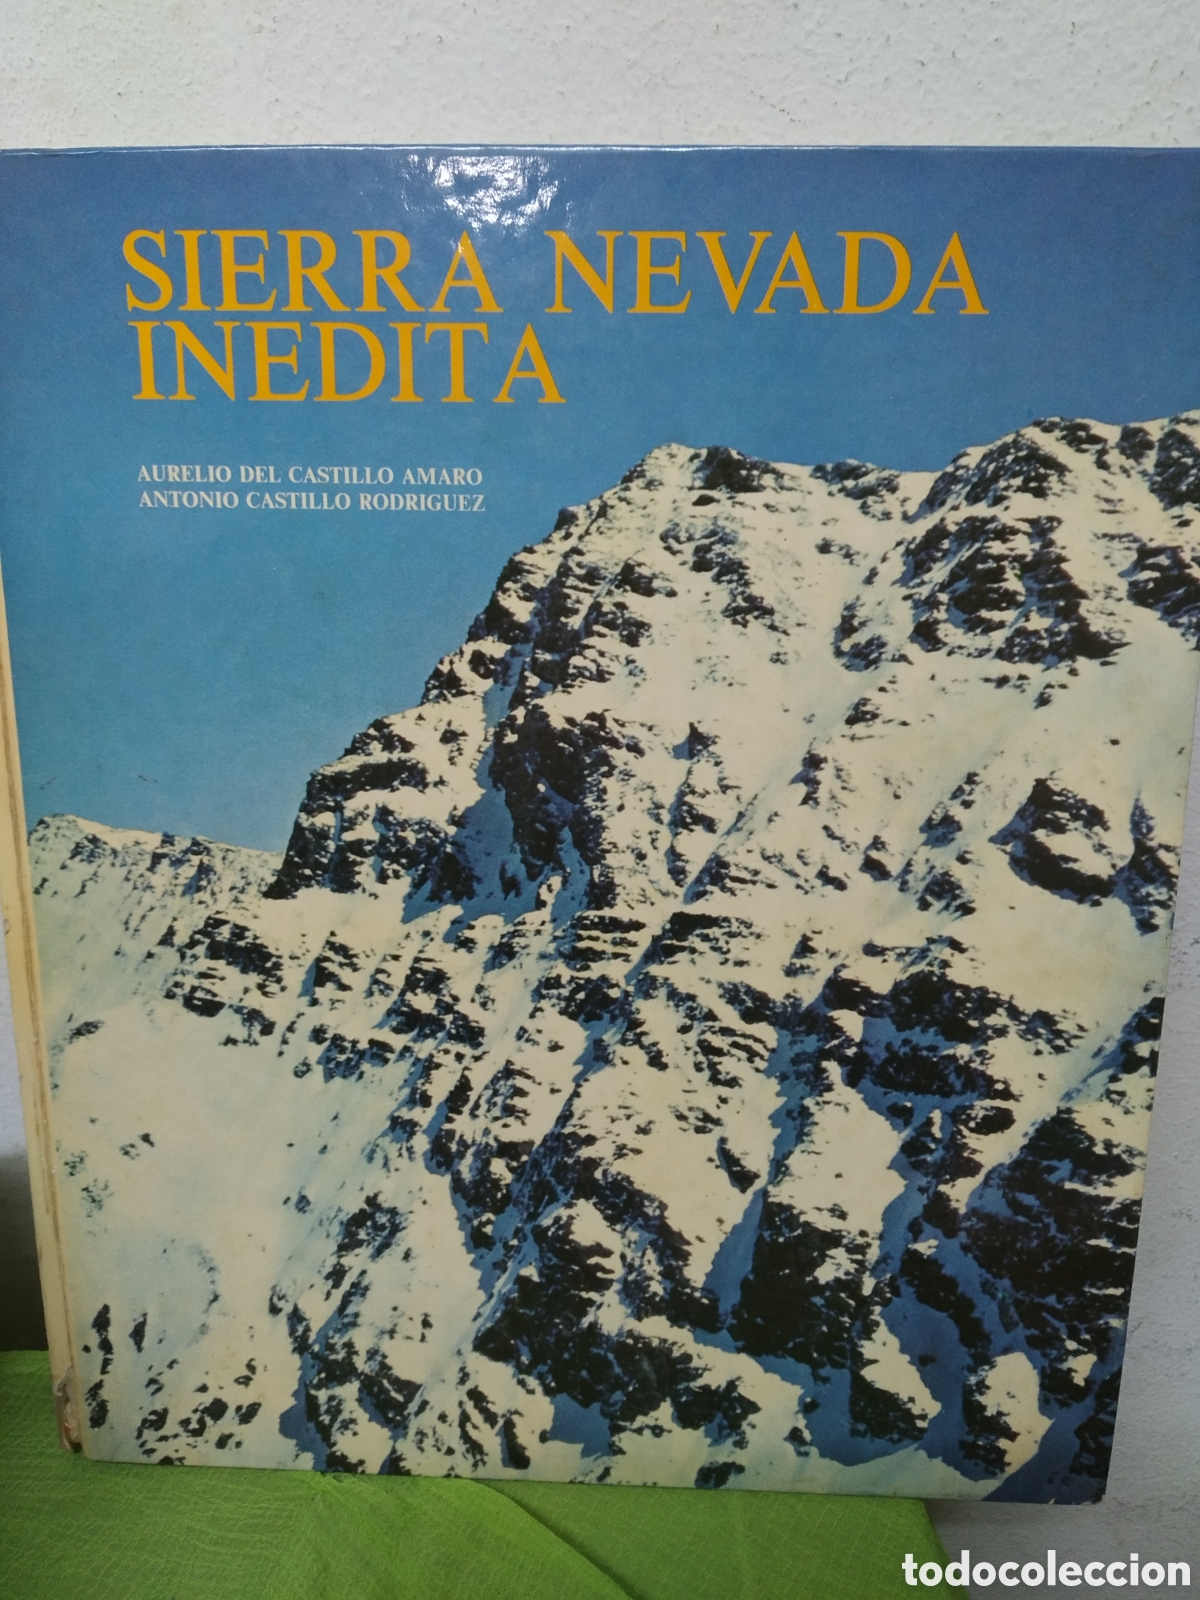 SIERRA NEVADA
INEDITA
AURELIO DEL CASTILLO AMARO
ANTONIO CASTILLO RODRIGUEZ
todocoleccion